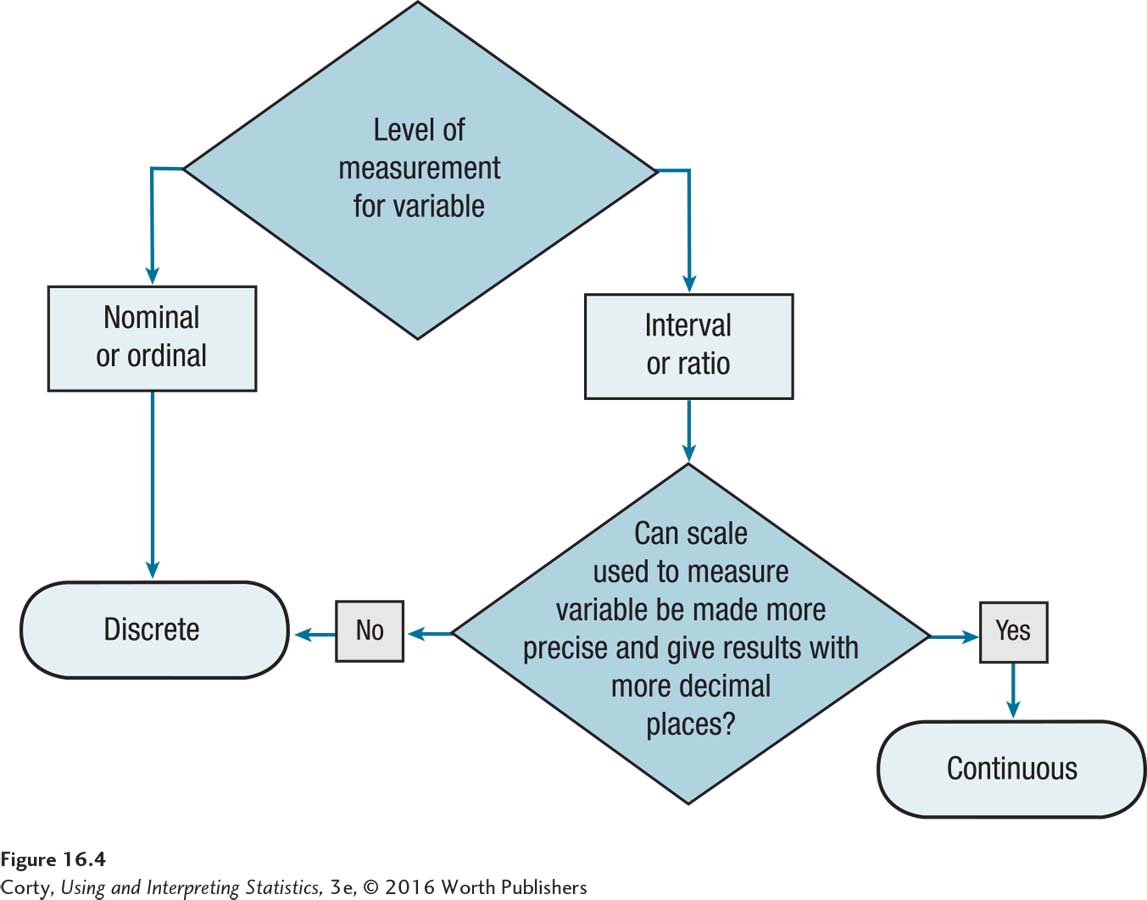 Level of
measurement
for variable
Nominal
or ordinal
Interval
or ratio
Can scale
used to measure
variable be made more
precise and give results with
more decimal
places?
Discrete
No
Yes
Continuous
Figure 16.4
Corty, Using and Interpreting Statistics, 3e, © 2016 Worth Publishers